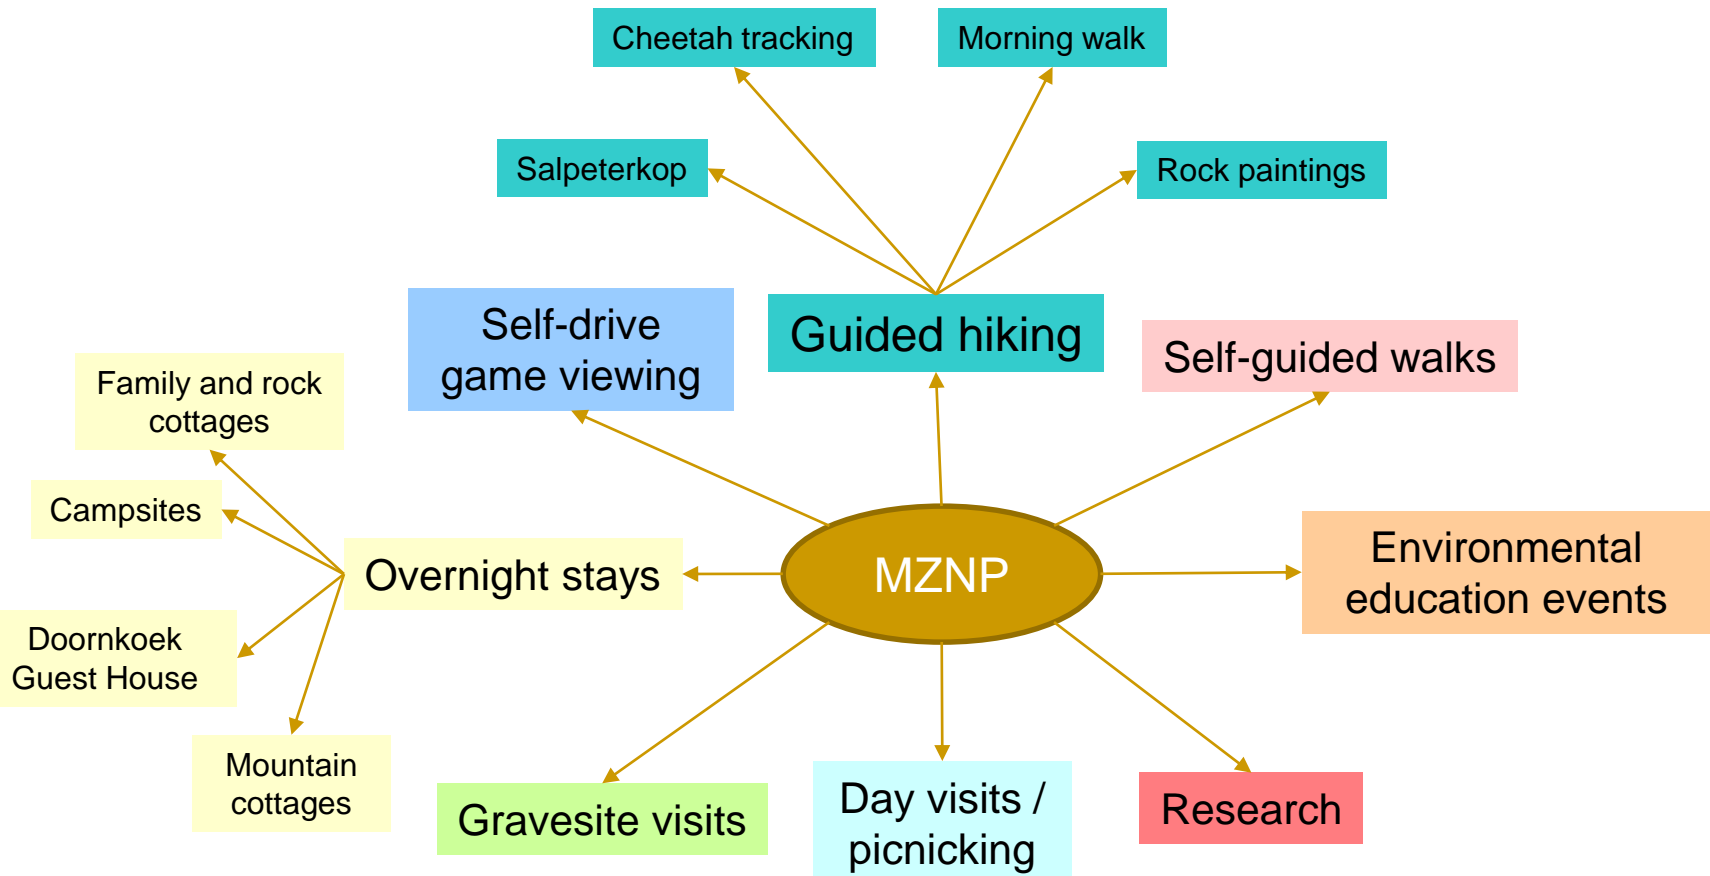 Cheetah tracking
Morning walk
Salpeterkop
Rock paintings
Self-drive
game viewing
Guided hiking
Self-guided walks
Family and rock
cottages
Campsites
Overnight stays
MZNP
Environmental
education events
Doornkoek
Guest House
Mountain
cottages
Gravesite visits
Day visits /
picnicking
Research